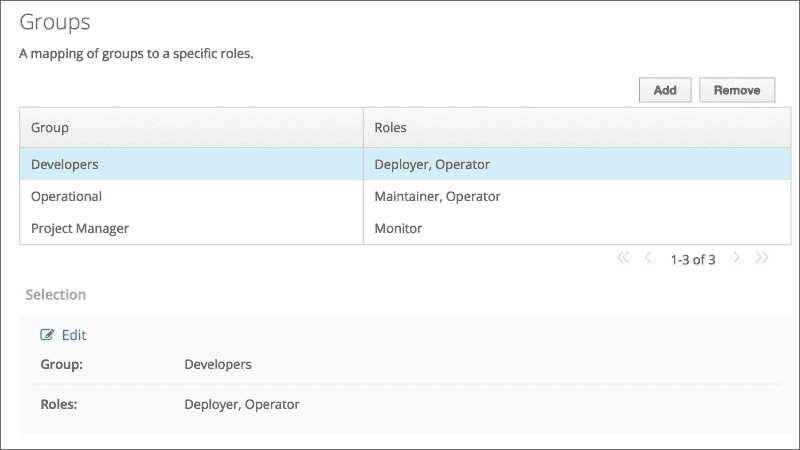 Groups
A mapping of groups to a specific roles.
Add Remove
Group Roles
Developers Deployer, Operator
Operational Maintainer, Operator
Project Manager Monitor
1-3 of 3
Selection
Edit
Group: Developers
Roles: Deployer, Operator